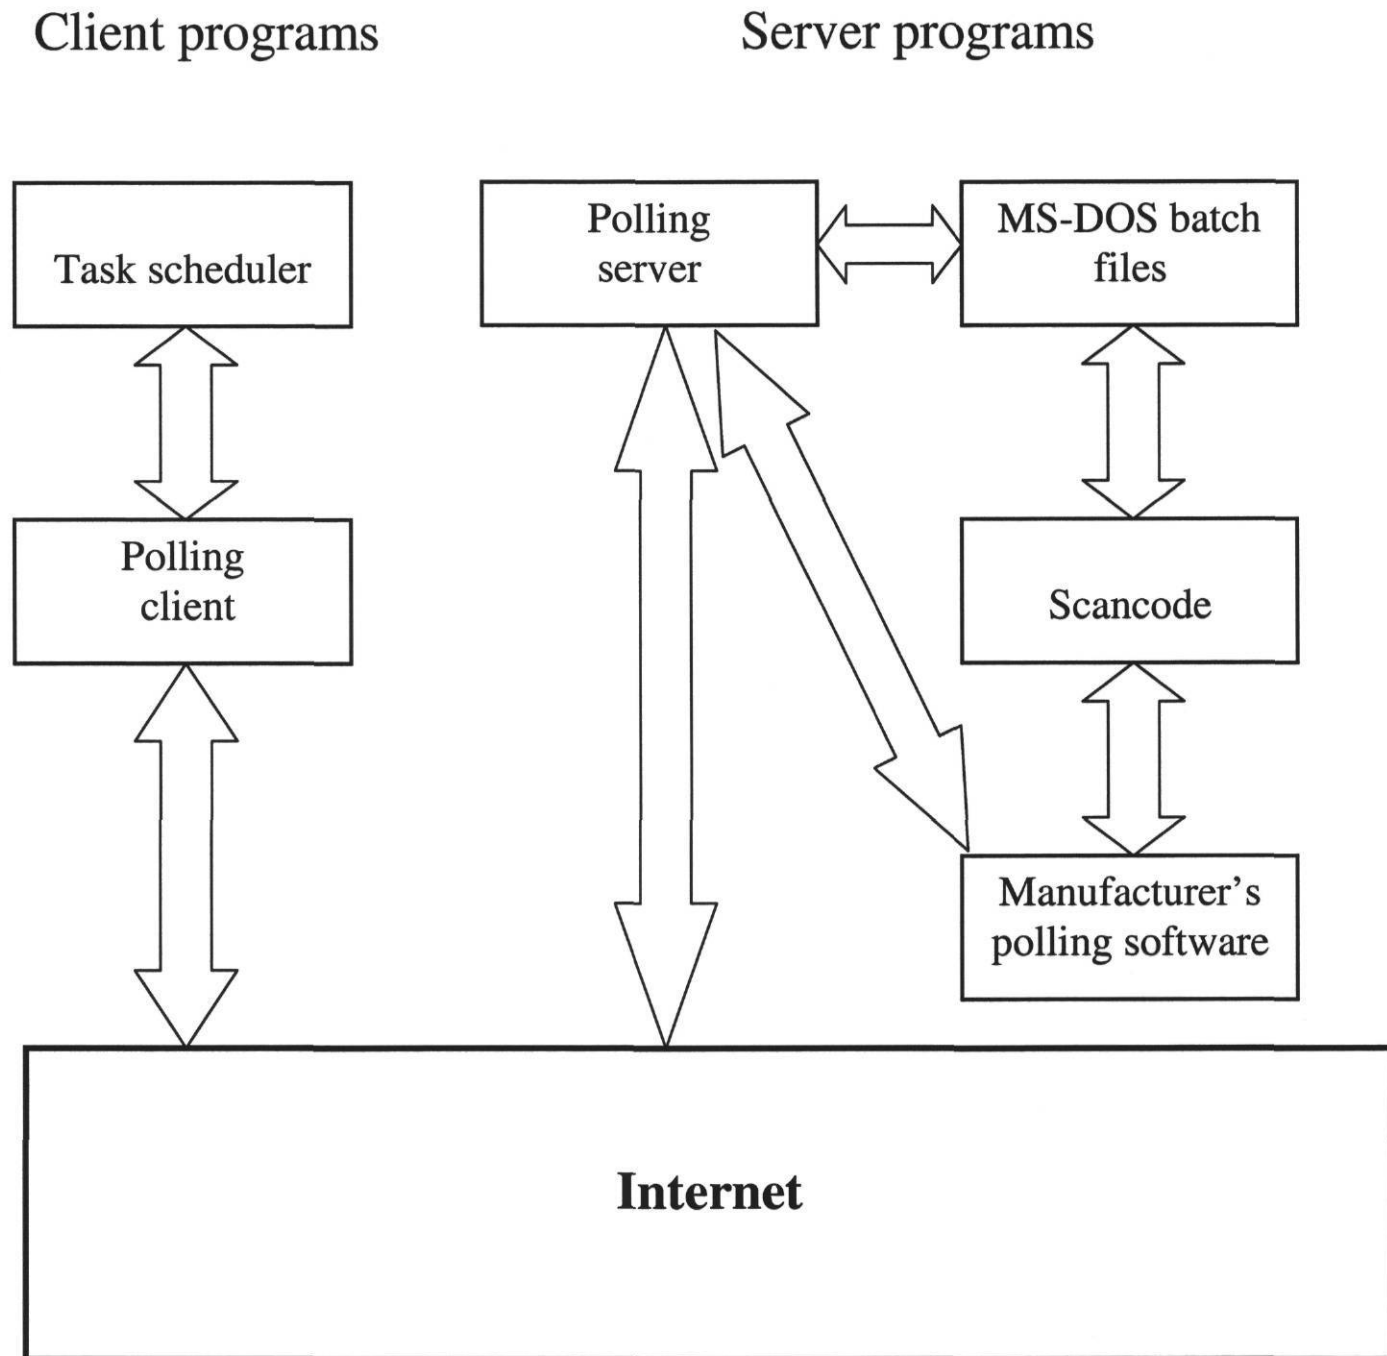 Client programs
Server programs
Task scheduler
Polling
server
MS-DOS batch
files
Polling
client
Scancode
Manufacturer's
polling software
Internet